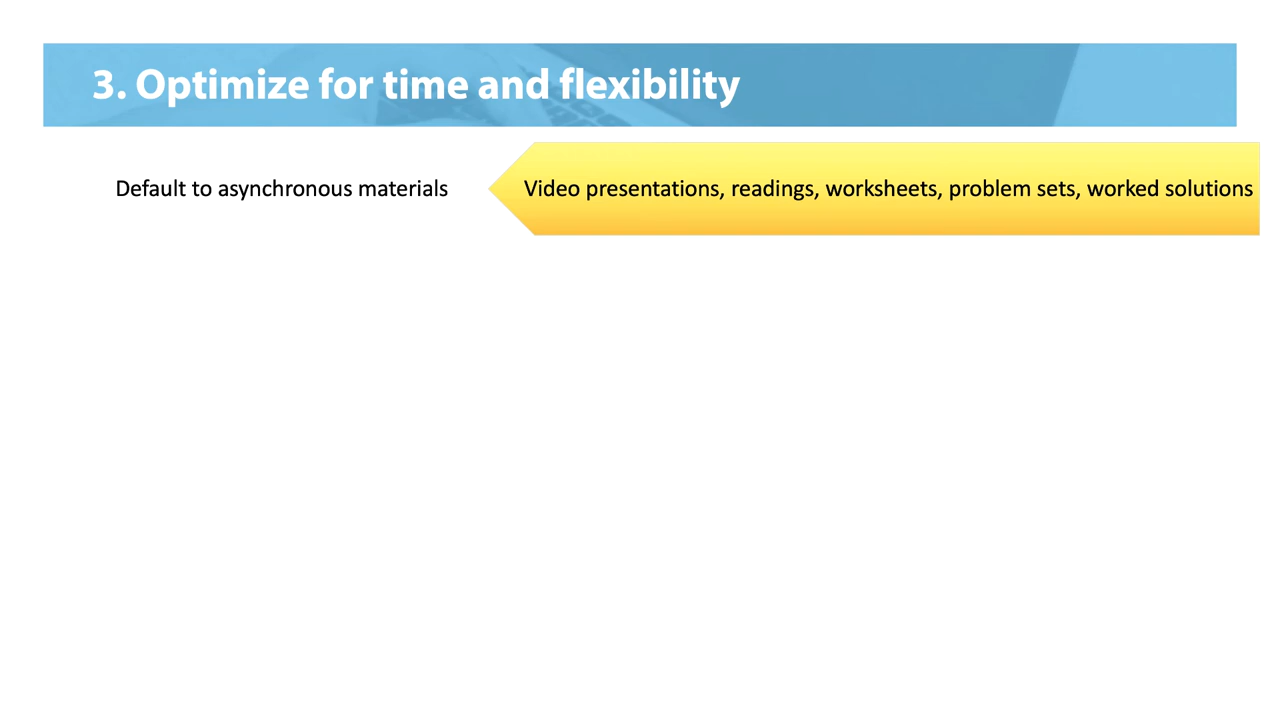 3. Optimize for time and flexibility
Default to asynchronous materials
Video presentations, readings, worksheets, problem sets, worked solutions